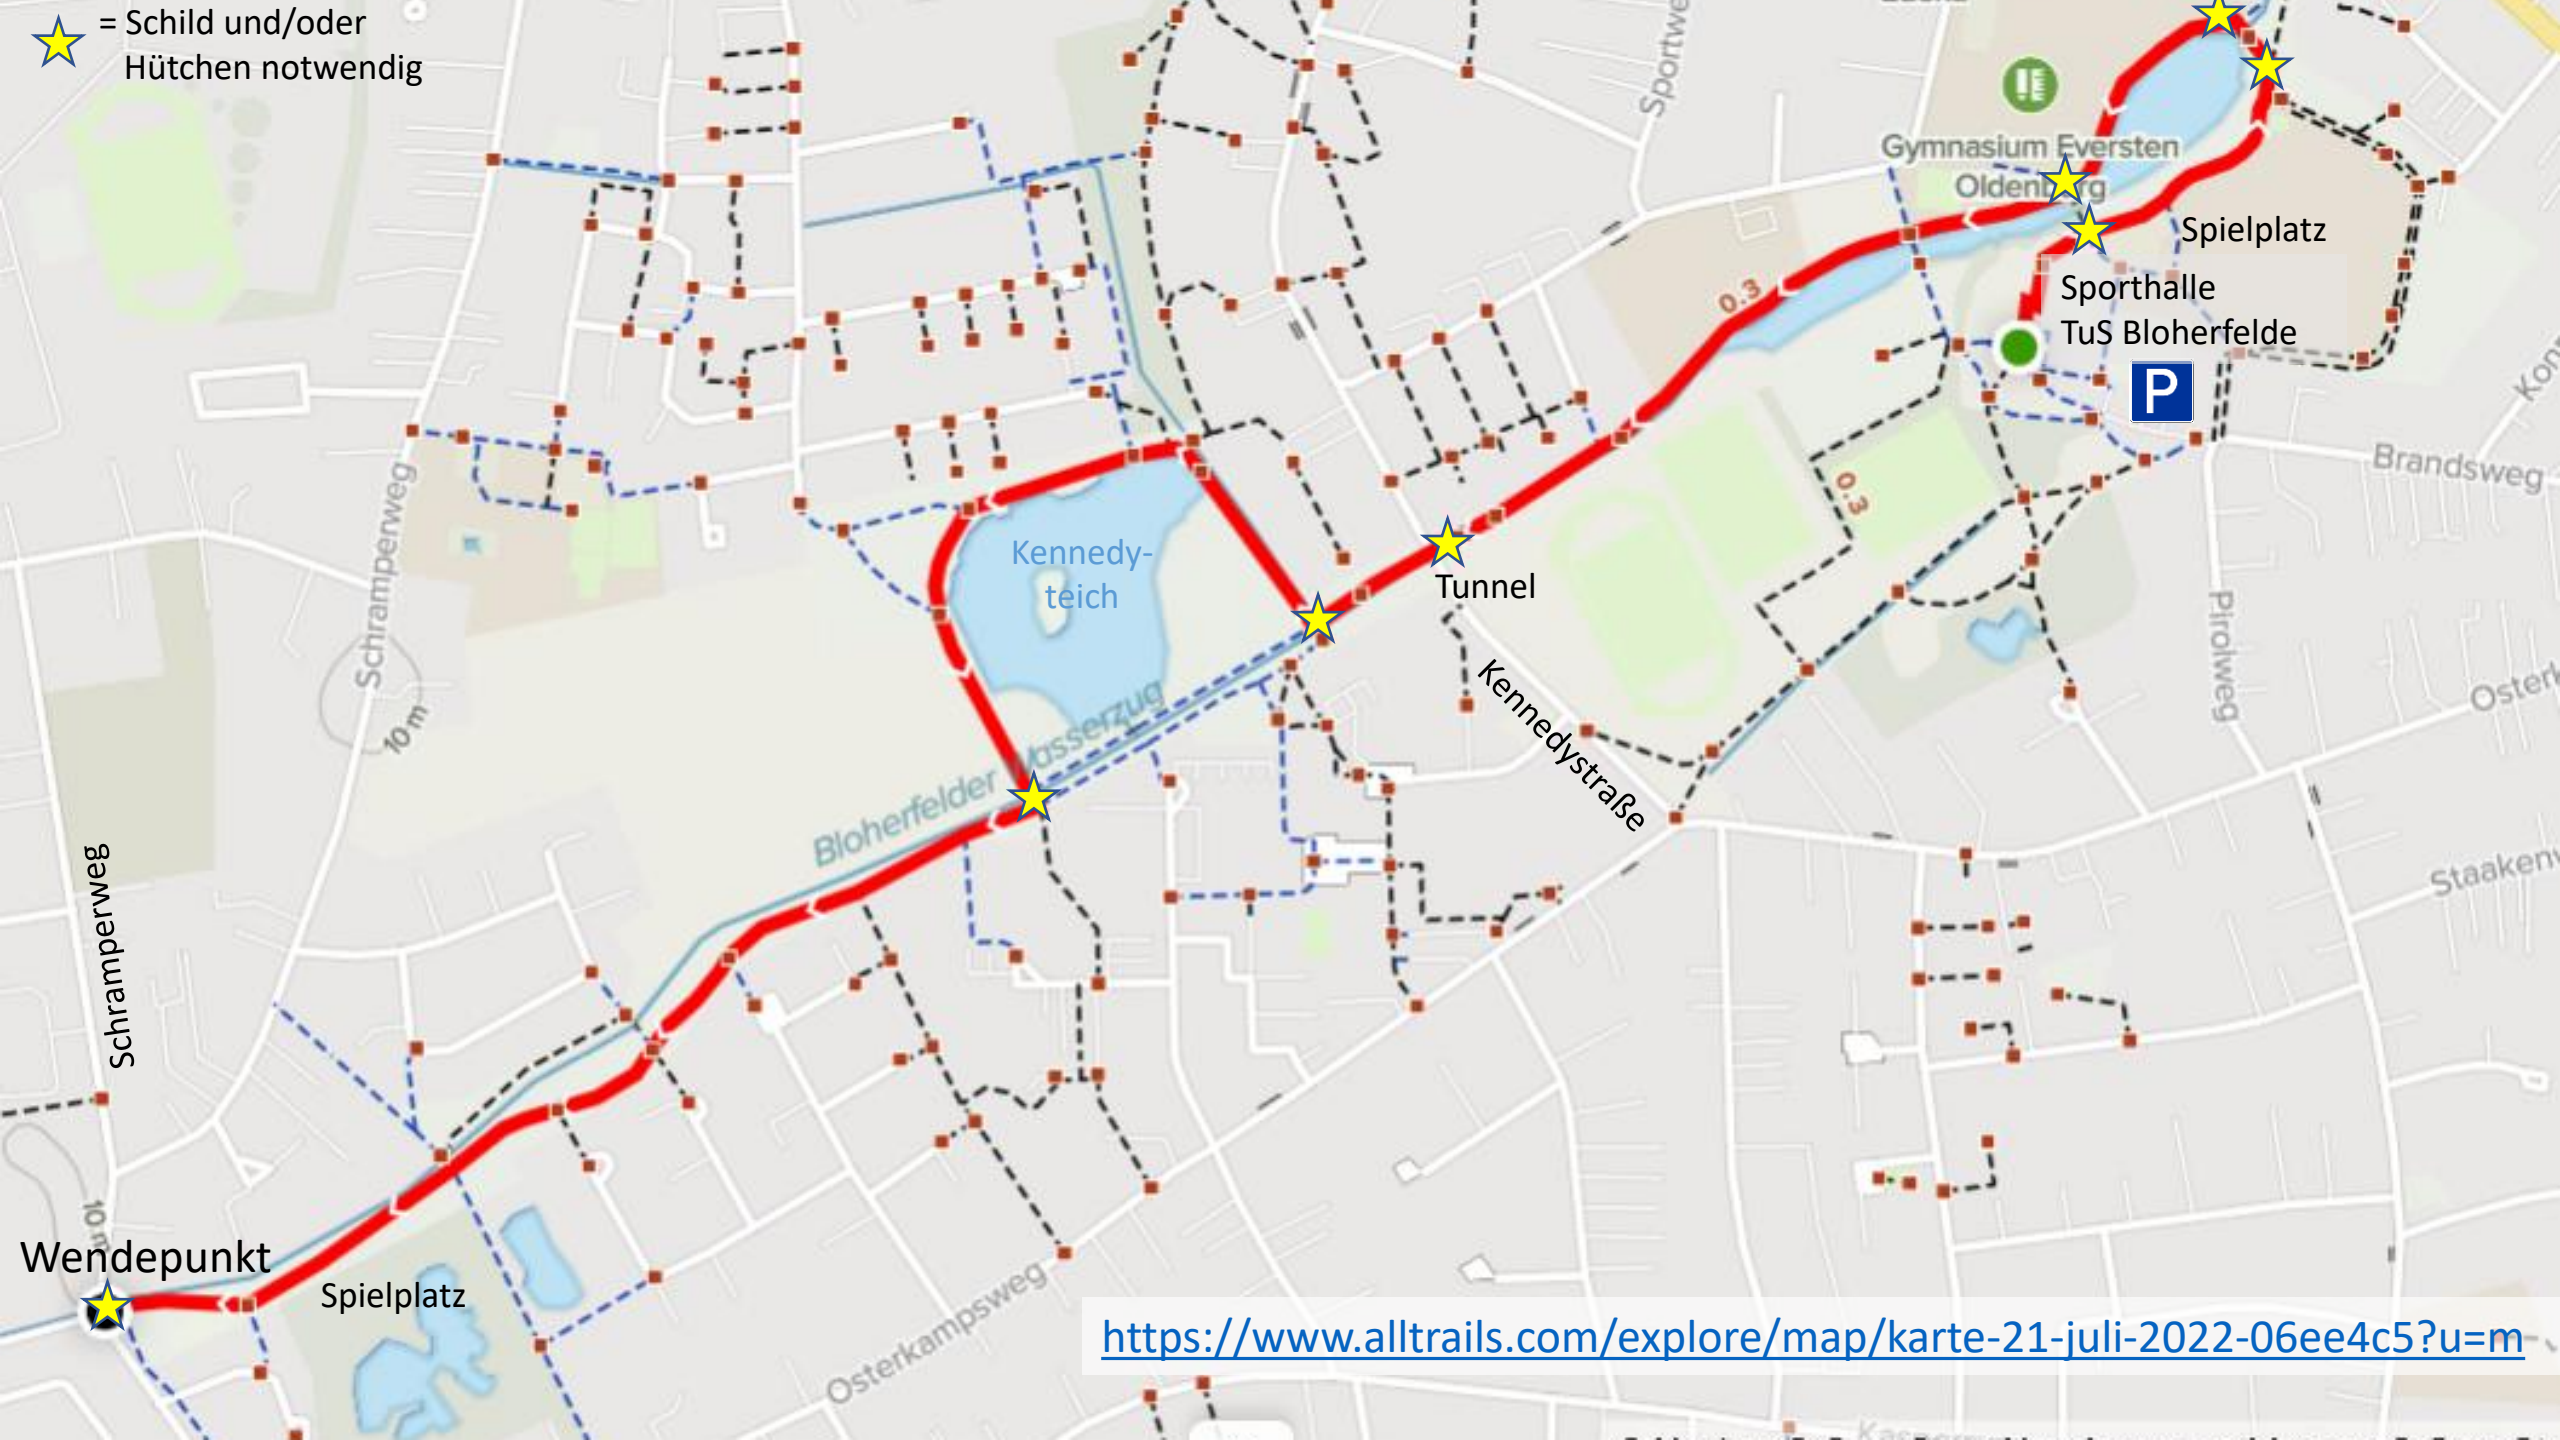 = Schild und/oder
Hütchen notwendig
Gymnasium Eversten
Oldenburg
Spielplatz
Sporthalle
TuS Bloherfelde
P
0.3
0.3
Brandsweg
Schramperweg
Kennedy-
teich
Tunnel
Pirolweg
Kennedystraße
10 m
Bloherfelder Wasserzug
Schramperweg
10 m
Wendepunkt
Spielplatz
Osterkampsweg
https://www.alltrails.com/explore/map/karte-21-juli-2022-06ee4c5?u=m